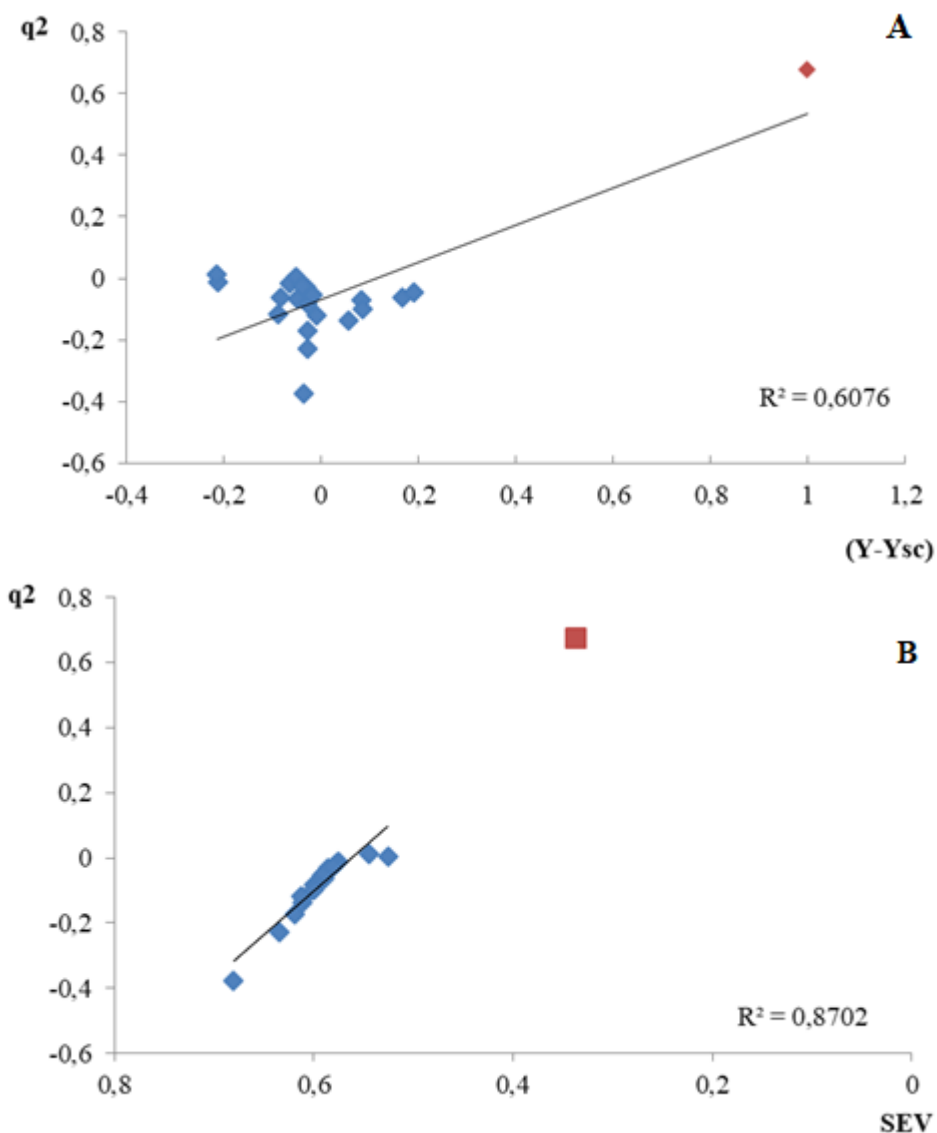 q2
A
0,8
0,6
0,4
0,2
0
-0,2
-0,4
-0,6
R² = 0,6076
-0,4 -0,2 0 0,2 0,4 0,6 0,8 1 1,2
(Y-Ysc)
q2
B
0,8
0,6
0,4
0,2
0
-0,2
-0,4
-0,6
R² = 0,8702
0,8 0,6 0,4 0,2 0
SEV